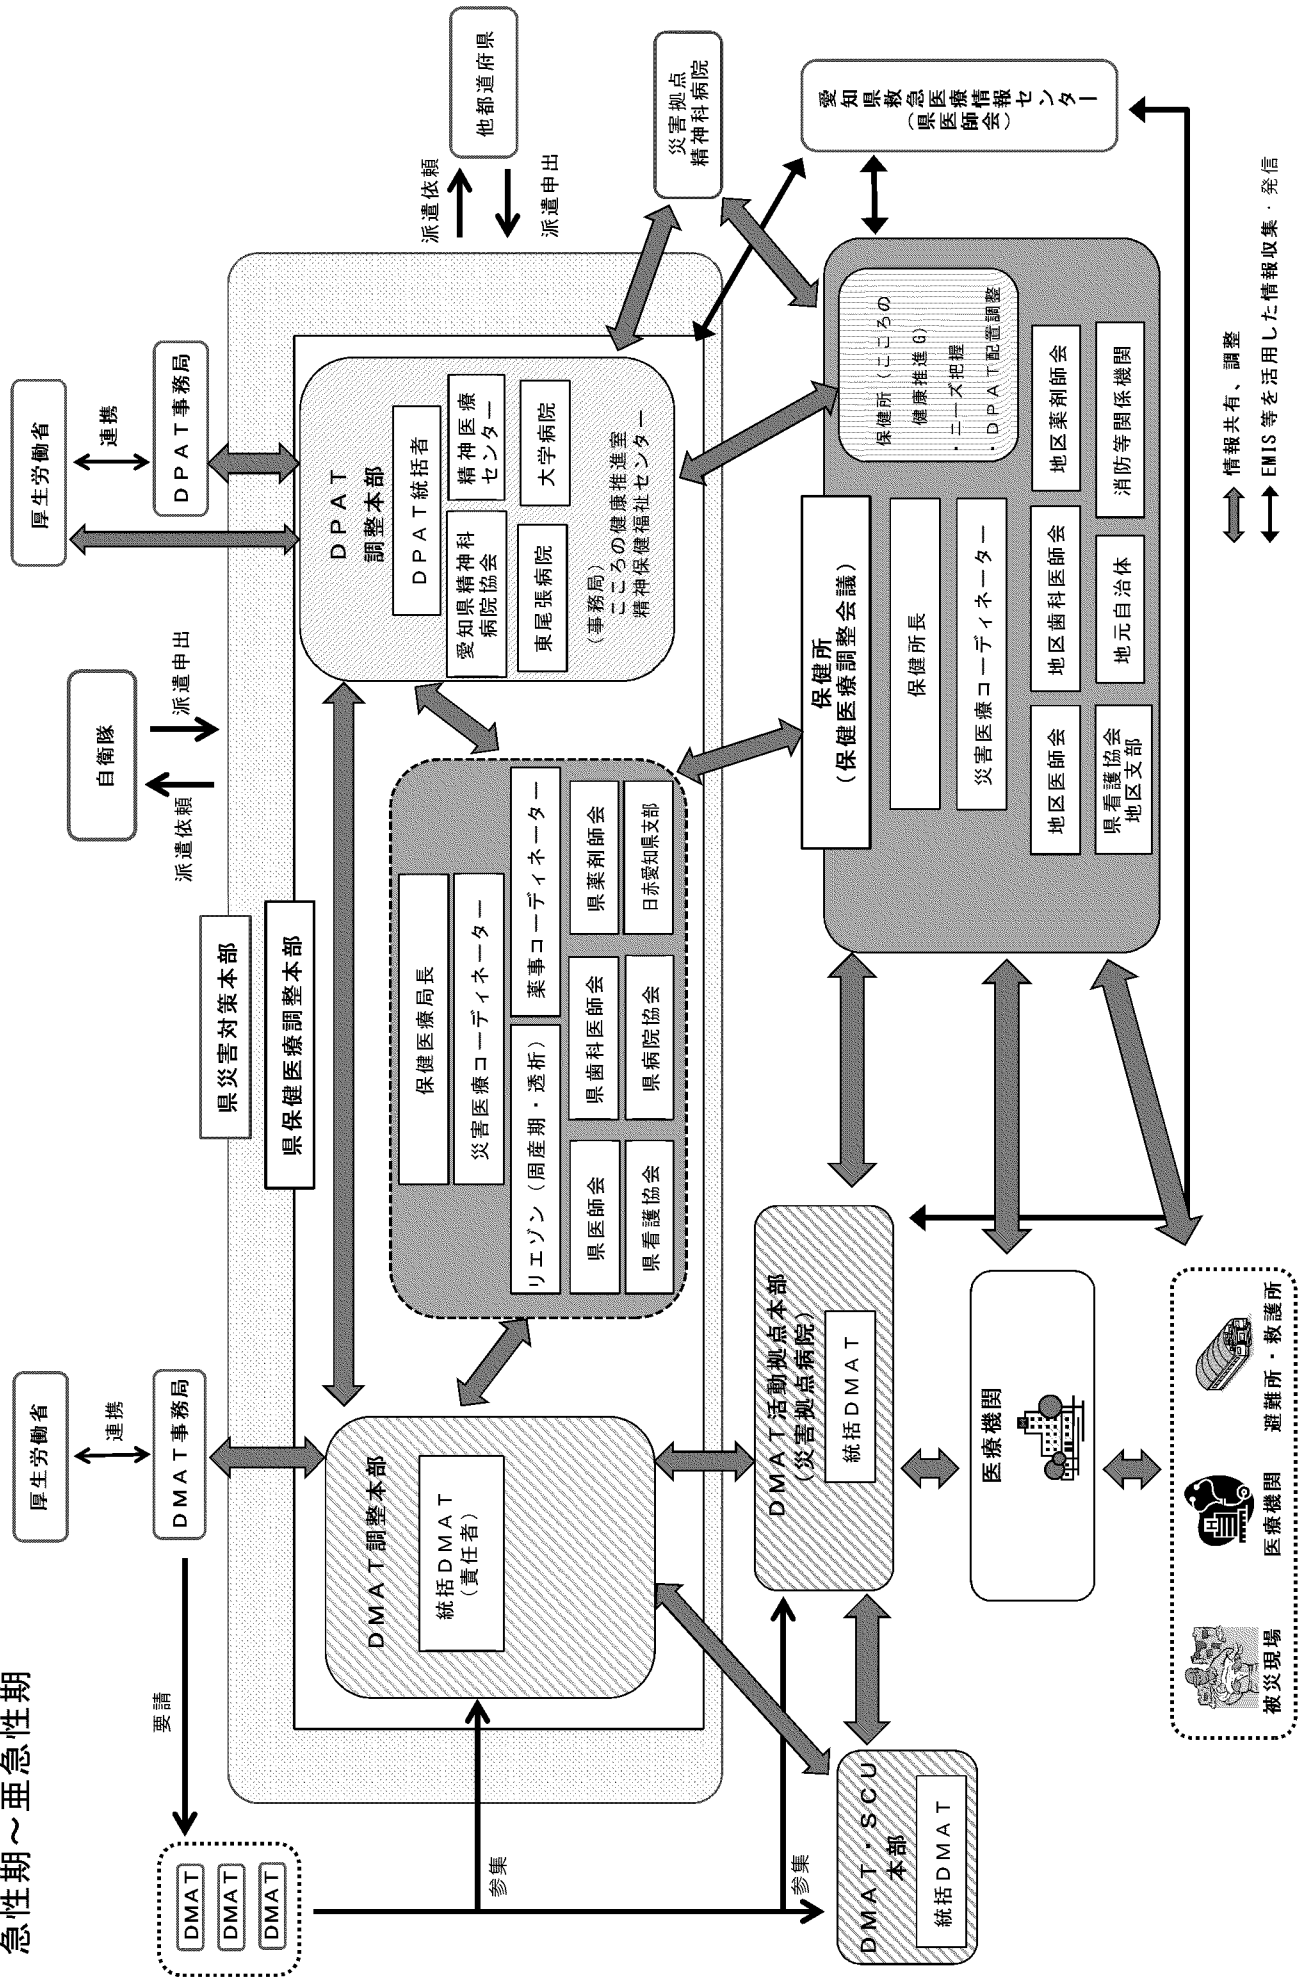 急性期～亜急性期
厚生労働省
連携
DMAT事務局
要請
DMAT
DMAT
DMAT
参集
参集
厚生労働省
連携
DPAT事務局
自衛隊
派遣依頼
派遣申出
他都道府県
派遣依頼
派遣申出
県災害対策本部
県保健医療調整本部
DMAT調整本部
統括DMAT
(責任者)
保健医療局長
災害医療コーディネーター
リエゾン(周産期・透析)
薬事コーディネーター
県医師会
県歯科医師会
県薬剤師会
県看護協会
県病院協会
日赤愛知県支部
DPAT
調整本部
DPAT統括者
愛知県精神科
病院協会
精神医療
センター
東尾張病院
大学病院
(事務局)
こころの健康推進室
精神保健福祉センター
災害拠点
精神科病院
愛知県救急医療情報センター
(県医師会)
DMAT・SCU
本部
統括DMAT
DMAT活動拠点本部
(災害拠点病院)
統括DMAT
医療機関
被災現場
医療機関
避難所・救護所
H
保健所
(保健医療調整会議)
保健所長
災害医療コーディネーター
地区医師会
地区歯科医師会
地区薬剤師会
県看護協会
地区支部
地元自治体
消防等関係機関
保健所(こころの
健康推進G)
・ニーズ把握
・DPAT配置調整
情報共有、調整
EMIS等を活用した情報収集・発信